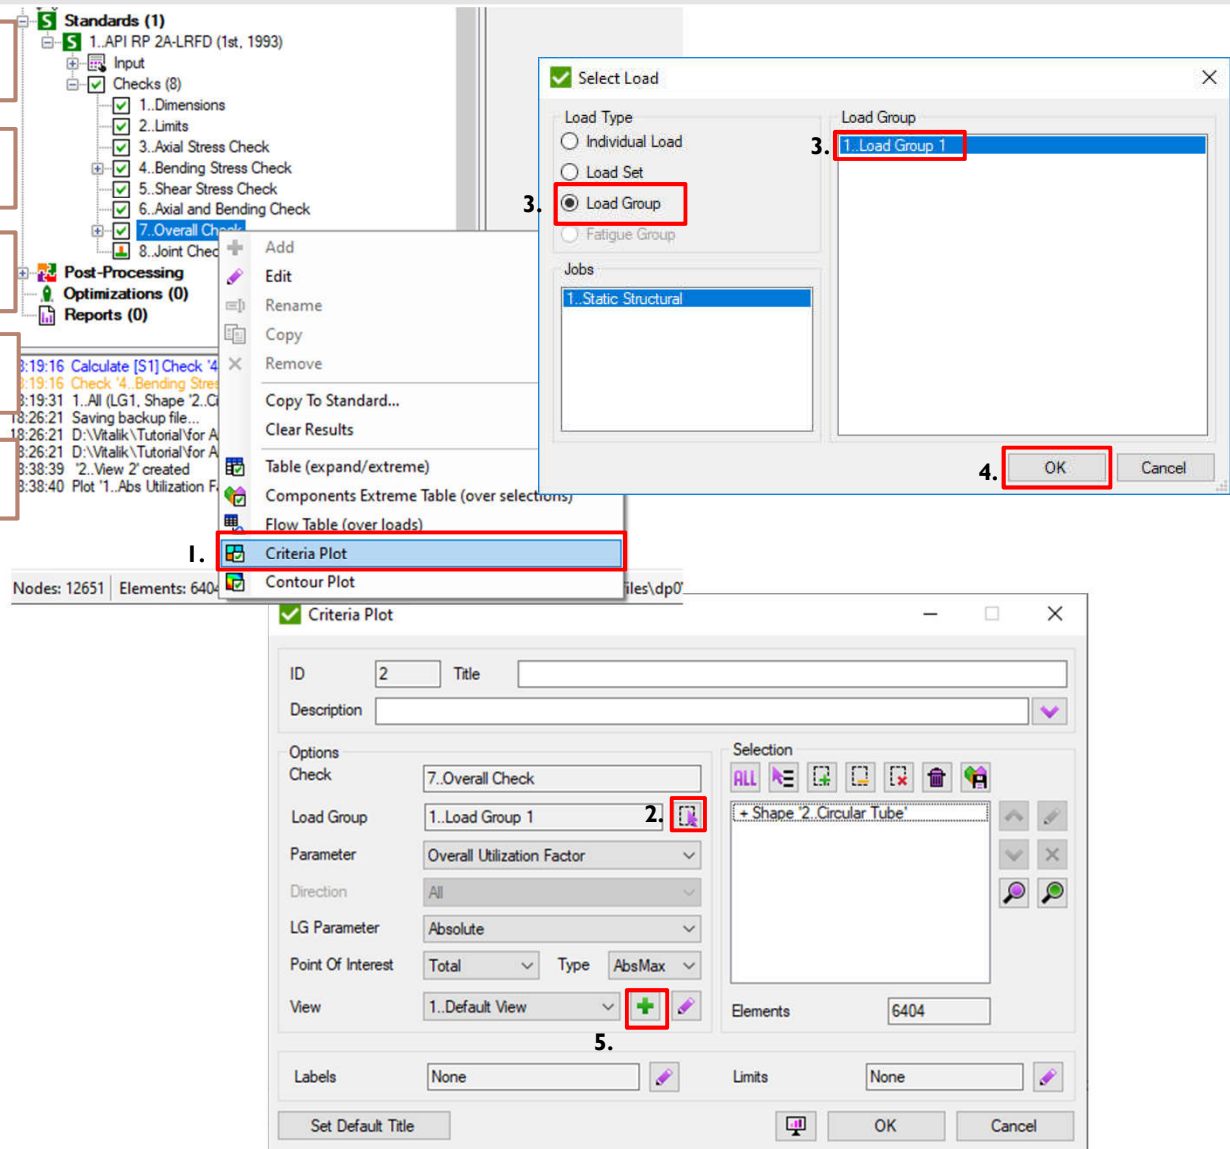 Standards (1)
1..API RP 2A-LRFD (1st, 1993)
Input
Checks (8)
1..Dimensions
2..Limits
3..Axial Stress Check
4..Bending Stress Check
5..Shear Stress Check
6..Axial and Bending Check
7..Overall Check
8..Joint Chec
Post-Processing
Optimizations (0)
Reports (0)
8:19:16 Calculate [S1] Check '4
8:19:16 Check '4..Bending Stres
8:19:31 1..All (LG1, Shape '2..Ci
18:26:21 Saving backup file...
18:26:21 D:\Vitalik\Tutorial\for A
8:26:21 D:\Vitalik\Tutorial\for A
8:38:39 '2..View 2' created
8:38:40 Plot '1..Abs Utilization F
Nodes: 12651 Elements: 6404
iles\dp0
Add
Edit
Rename
Copy
Remove
Copy To Standard...
Clear Results
Table (expand/extreme)
Components Extreme Table (over selections)
Flow Table (over loads)
1. Criteria Plot
Contour Plot
Select Load
Load Type
Individual Load
Load Set
3. Load Group
Fatigue Group
Jobs
1..Static Structural
Load Group
3. 1..Load Group 1
4. OK Cancel
Criteria Plot
ID 2 Title
Description
Options
Check 7..Overall Check
Load Group 1..Load Group 1 2.
Parameter Overall Utilization Factor
Direction All
LG Parameter Absolute
Point Of Interest Total Type AbsMax
View 1..Default View
5.
Selection
ALL
+ Shape '2..Circular Tube'
Elements 6404
Labels None Limits None
Set Default Title OK Cancel